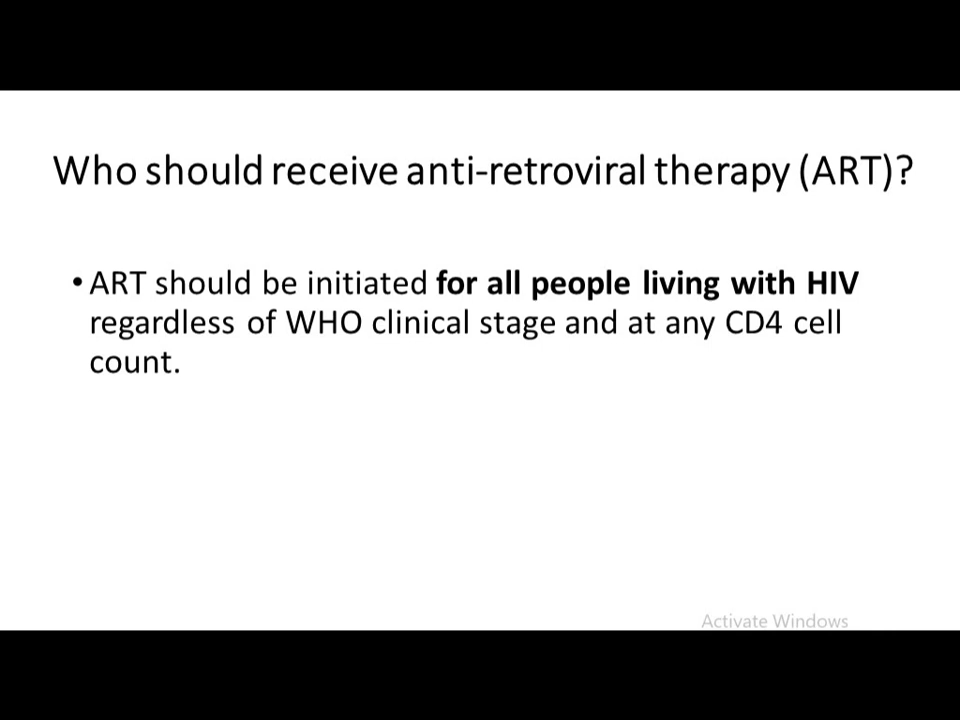 Who should receive anti-retroviral therapy (ART)?
• ART should be initiated for all people living with HIV
regardless of WHO clinical stage and at any CD4 cell
count.
Activate Windows